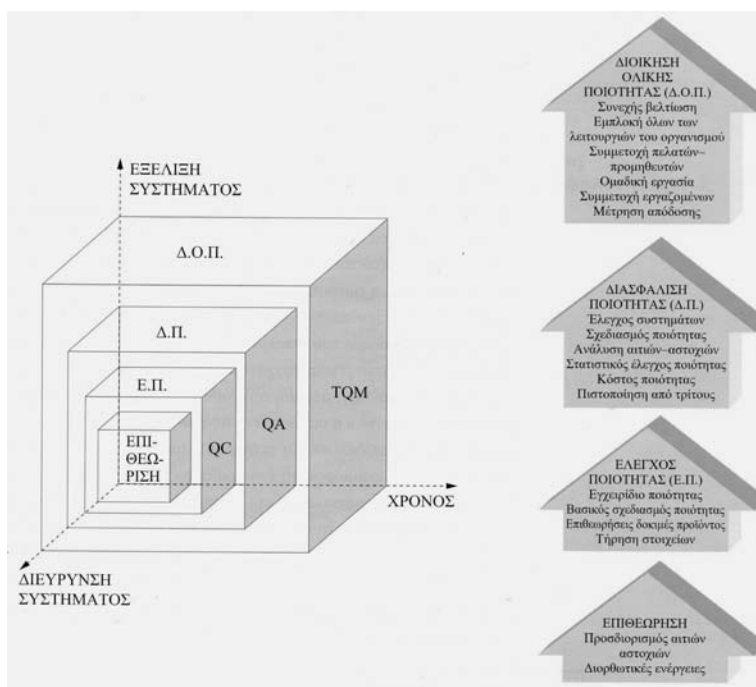 ΕΞΕΛΙΞΗ
ΣΥΣΤΗΜΑΤΟΣ
Δ.Ο.Π.
Δ.Π.
Ε.Π.
ΕΠΙ-
ΘΕΩ-
ΡΙΣΗ
QC
QA
TQM
ΧΡΟΝΟΣ
ΔΙΕΥΡΥΝΣΗ
ΣΥΣΤΗΜΑΤΟΣ
ΔΙΟΙΚΗΣΗ
ΟΛΙΚΗΣ
ΠΟΙΟΤΗΤΑΣ (Δ.Ο.Π.)
Συνεχής βελτίωση
Εμπλοκή όλων των
λειτουργιών του οργανισμού
Συμμετοχή πελατών–
προμηθευτών
Ομαδική εργασία
Συμμετοχή εργαζομένων
Μέτρηση απόδοσης
ΔΙΑΣΦΑΛΙΣΗ
ΠΟΙΟΤΗΤΑΣ (Δ.Π.)
Έλεγχος συστημάτων
Σχεδιασμός ποιότητας
Ανάλυση αιτιών–αστοχιών
Στατιστικός έλεγχος ποιότητας
Κόστος ποιότητας
Πιστοποίηση από τρίτους
ΕΛΕΓΧΟΣ
ΠΟΙΟΤΗΤΑΣ (Ε.Π.)
Εγχειρίδιο ποιότητας
Βασικός σχεδιασμός ποιότητας
Επιθεωρήσεις δοκιμές προϊόντος
Τήρηση στοιχείων
ΕΠΙΘΕΩΡΗΣΗ
Προσδιορισμός αιτιών
αστοχιών
Διορθωτικές ενέργειες